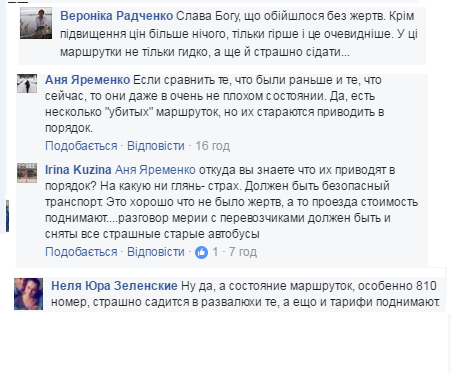 Вероніка Радченко Слава Богу, що обійшлося без жертв. Крім
підвищення цін більше нічого, тільки гірше і це очевидніше. У ці
маршрутки не тільки гидко, а ще й страшно сідати...
Аня Яременко Если сравнить те, что были раньше и те, что
сейчас, то они даже в очень не плохом состоянии. Да, есть
несколько "убитых" маршруток, но их стараются приводить в
порядок.
Подобається · Відповісти · 16 год
Irina Kuzina Аня Яременко откуда вы знаете что их приводят в
порядок? На какую ни глянь- страх. Должен быть безопасный
транспорт. Это хорошо что не было жертв, а то проезда стоимость
поднимают....разговор мерии с перевозчиками должен быть и
сняты все страшные старые автобусы
Подобається · Відповісти · 1 · 7 год
Неля Юра Зеленские Ну да, а состояние маршруток, особенно 810
номер, страшно садится в развалюхи те, а ещо и тарифи поднимают.